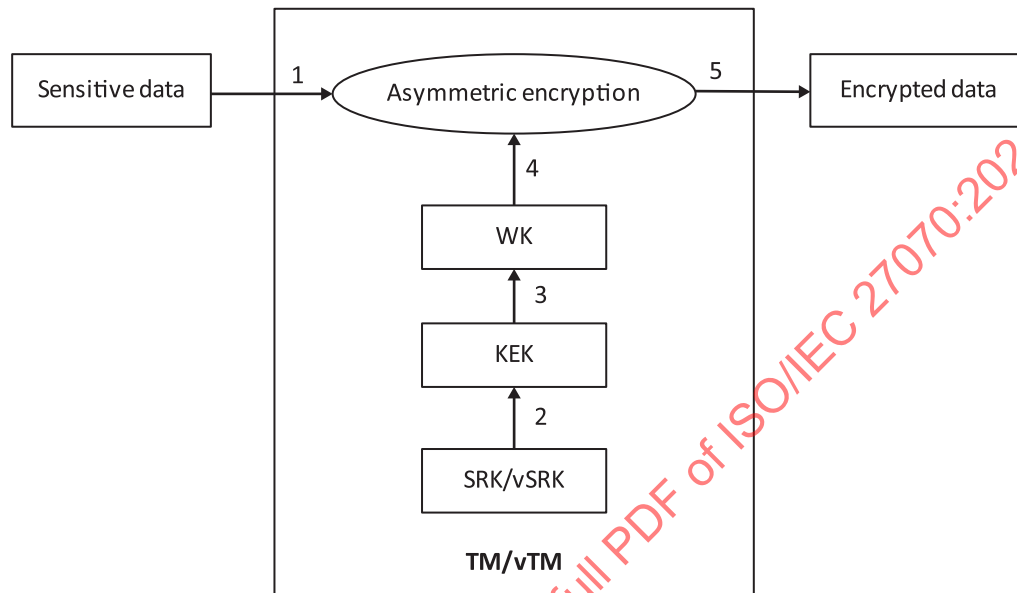 Sensitive data
1
Asymmetric encryption
5
Encrypted data
4
WK
3
KEK
2
SRK/vSRK
TM/vTM
full PDF of ISO/IEC 27070:202